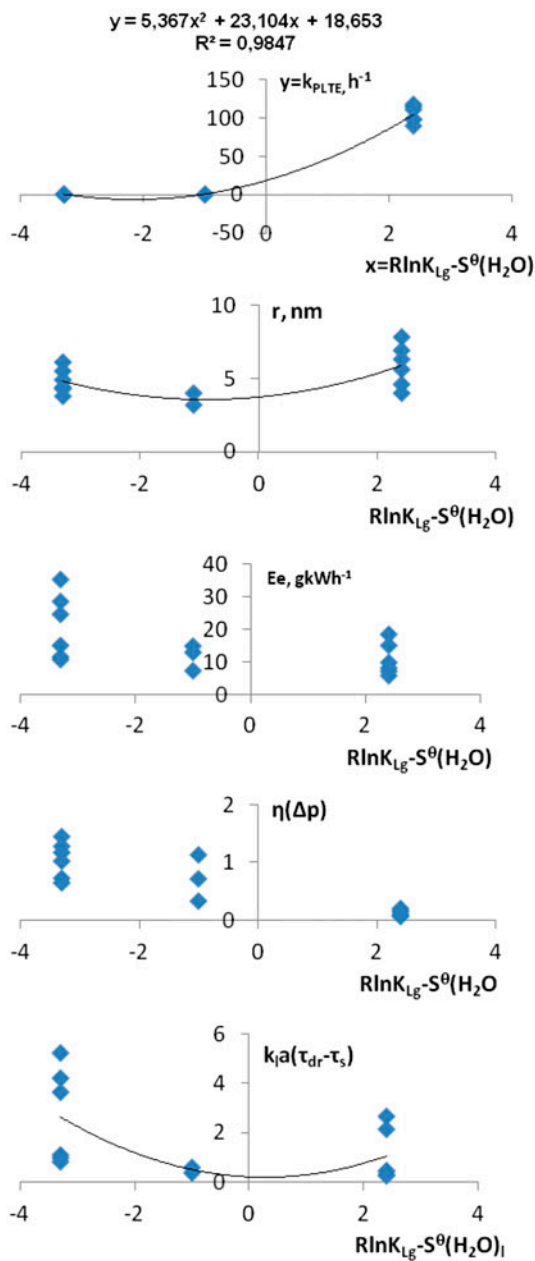 y = 5,367x² + 23,104x + 18,653
R² = 0,9847
150
y=k_PLTE, h⁻¹
100
50
0
-4 -2 0 2 4
-50
x=RlnK_Lg-S^θ(H₂O)
10
r, nm
5
0
-4 -2 0 2 4
RlnK_Lg-S^θ(H₂O)
40
Ee, gkWh⁻¹
30
20
10
0
-4 -2 0 2 4
RlnK_Lg-S^θ(H₂O)
2
η(Δp)
1
0
-4 -2 0 2 4
RlnK_Lg-S^θ(H₂O
6
k_la(τ_dr-τ_s)
4
2
0
-4 -2 0 2 4
RlnK_Lg-S^θ(H₂O)_l